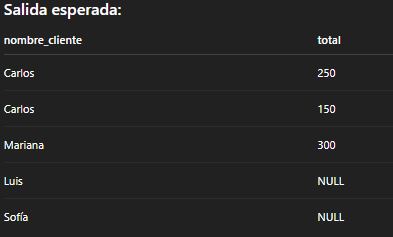 Salida esperada:
nombre_cliente total
Carlos 250
Carlos 150
Mariana 300
Luis NULL
Sofía NULL